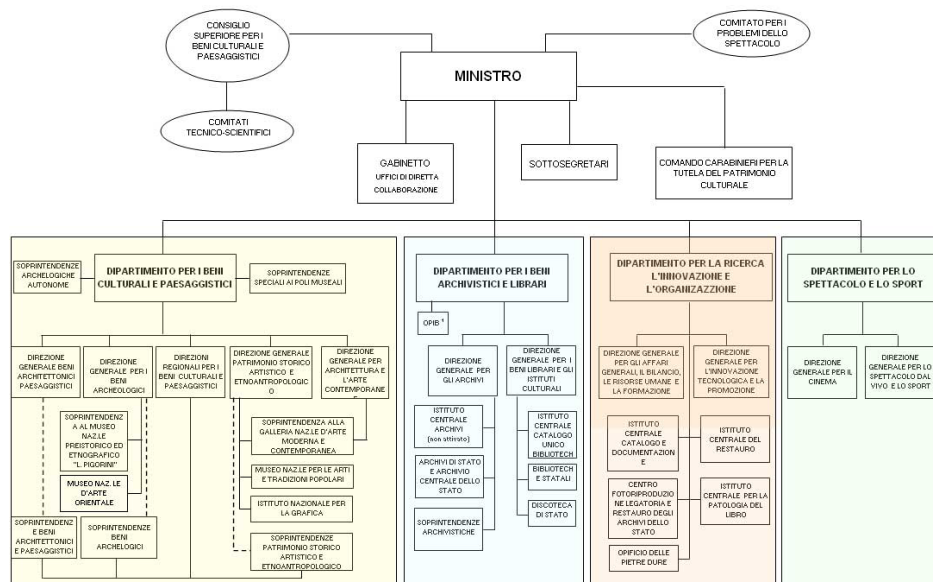 CONSIGLIO
SUPERIORE PER I
BENI CULTURALI E
PAESAGGISTICI
COMITATO PER I
PROBLEMI DELLO
SPETTACOLO
MINISTRO
COMITATI
TECNICO-SCIENTIFICI
GABINETTO
UFFICI DI DIRETTA
COLLABORAZIONE
SOTTOSEGRETARI
COMANDO CARABINIERI PER LA
TUTELA DEL PATRIMONIO
CULTURALE
SOPRINTENDENZE
ARCHELOGICHE
AUTONOME
DIPARTIMENTO PER I BENI
CULTURALI E PAESAGGISTICI
SOPRINTENDENZE
SPECIALI AI POLI MUSEALI
DIREZIONE
GENERALE BENI
ARCHITETTONICI
PAESAGGISTICI
DIREZIONE
GENERALE PER I
BENI
ARCHEOLOGICI
DIREZIONI
REGIONALI PER I
BENI CULTURALI E
PAESAGGISTICI
DIREZIONE GENERALE
PATRIMONIO STORICO
ARTISTICO E
ETNOANTROPOLOGIC
O
DIREZIONE
GENERALE PER
ARCHITETTURA E
L'ARTE
CONTEMPORANE
SOPRINTENDENZ
A AL MUSEO
NAZ.LE
PREISTORICO ED
ETNOGRAFICO
"L. PIGORINI"
MUSEO NAZ.LE
D'ARTE
ORIENTALE
SOPRINTENDENZ
E BENI
ARCHITETTONICI
E PAESAGGISTICI
SOPRINTENDENZE
BENI
ARCHELOGICI
SOPRINTENDENZA ALLA
GALLERIA NAZ.LE D'ARTE
MODERNA E
CONTEMPORANEA
MUSEO NAZ.LE PER LE ARTI
E TRADIZIONI POPOLARI
ISTITUTO NAZIONALE PER
LA GRAFICA
SOPRINTENDENZE
PATRIMONIO STORICO
ARTISTICO E
ETNOANTROPOLOGICO
DIPARTIMENTO PER I BENI
ARCHIVISTICI E LIBRARI
OPIB ¹
DIREZIONE
GENERALE PER
GLI ARCHIVI
DIREZIONE
GENERALE PER I
BENI LIBRARI E GLI
ISTITUTI
CULTURALI
ISTITUTO
CENTRALE
ARCHIVI
(non attivato)
ARCHIVI DI STATO
E ARCHIVIO
CENTRALE DELLO
STATO
SOPRINTENDENZE
ARCHIVISTICHE
ISTITUTO
CENTRALE
CATALOGO
UNICO
BIBLIOTECH
BIBLIOTECH
E STATALI
DISCOTECA
DI STATO
DIPARTIMENTO PER LA RICERCA
L'INNOVAZIONE E
L'ORGANIZAZZIONE
DIREZIONE GENERALE
PER GLI AFFARI
GENERALI, IL BILANCIO,
LE RISORSE UMANE E
LA FORMAZIONE
DIREZIONE
GENERALE PER
L'INNOVAZIONE
TECNOLOGICA E LA
PROMOZIONE
ISTITUTO
CENTRALE
CATALOGO E
DOCUMENTAZION
E
CENTRO
FOTORIPRODUZIO
NE LEGATORIA E
RESTAURO DEGLI
ARCHIVI DELLO
STATO
OPIFICIO DELLE
PIETRE DURE
ISTITUTO
CENTRALE DEL
RESTAURO
ISTITUTO
CENTRALE PER LA
PATOLOGIA DEL
LIBRO
DIPARTIMENTO PER LO
SPETTACOLO E LO SPORT
DIREZIONE
GENERALE PER IL
CINEMA
DIREZIONE
GENERALE PER LO
SPETTACOLO DAL
VIVO E LO SPORT